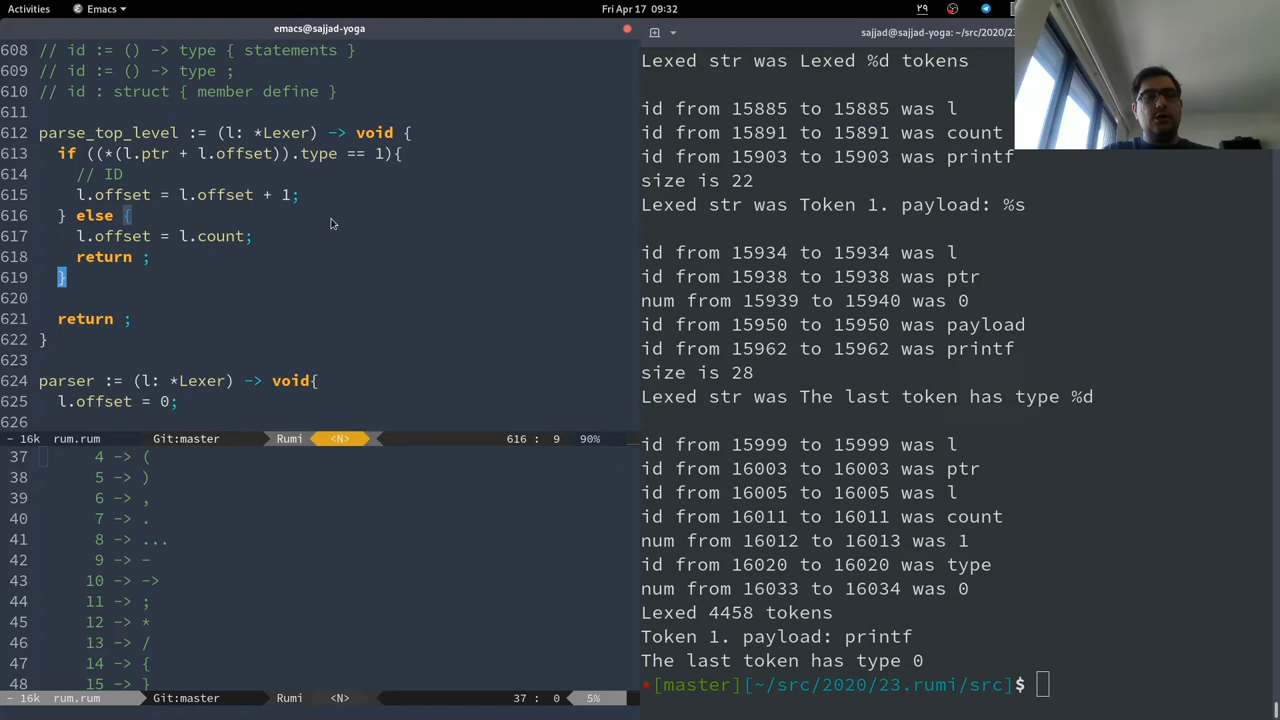 Activities
Emacs
Fri Apr 17 09:32
۲۹
emacs@sajjad-yoga
608 // id := () -> type { statements }
609 // id := () -> type ;
610 // id : struct { member define }
611
612 parse_top_level := (l: *Lexer) -> void {
613 if ((*(l.ptr + l.offset)).type == 1){
614 // ID
615 l.offset = l.offset + 1;
616 } else {
617 l.offset = l.count;
618 return ;
619 }
620
621 return ;
622 }
623
624 parser := (l: *Lexer) -> void{
625 l.offset = 0;
626
- 16k rum.rum Git:master Rumi <N> 616 : 9 90%
37 4 -> (
38 5 -> )
39 6 -> ,
40 7 -> .
41 8 -> ...
42 9 -> -
43 10 -> ->
44 11 -> ;
45 12 -> *
46 13 -> /
47 14 -> {
48 15 -> }
- 16k rum.rum Git:master Rumi <N> 37 : 0 5%
sajjad@sajjad-yoga: ~/src/2020/23
Lexed str was Lexed %d tokens
id from 15885 to 15885 was l
id from 15891 to 15891 was count
id from 15903 to 15903 was printf
size is 22
Lexed str was Token 1. payload: %s
id from 15934 to 15934 was l
id from 15938 to 15938 was ptr
num from 15939 to 15940 was 0
id from 15950 to 15950 was payload
id from 15962 to 15962 was printf
size is 28
Lexed str was The last token has type %d
id from 15999 to 15999 was l
id from 16003 to 16003 was ptr
id from 16005 to 16005 was l
id from 16011 to 16011 was count
num from 16012 to 16013 was 1
id from 16020 to 16020 was type
num from 16033 to 16034 was 0
Lexed 4458 tokens
Token 1. payload: printf
The last token has type 0
*[master][~/src/2020/23.rumi/src]$